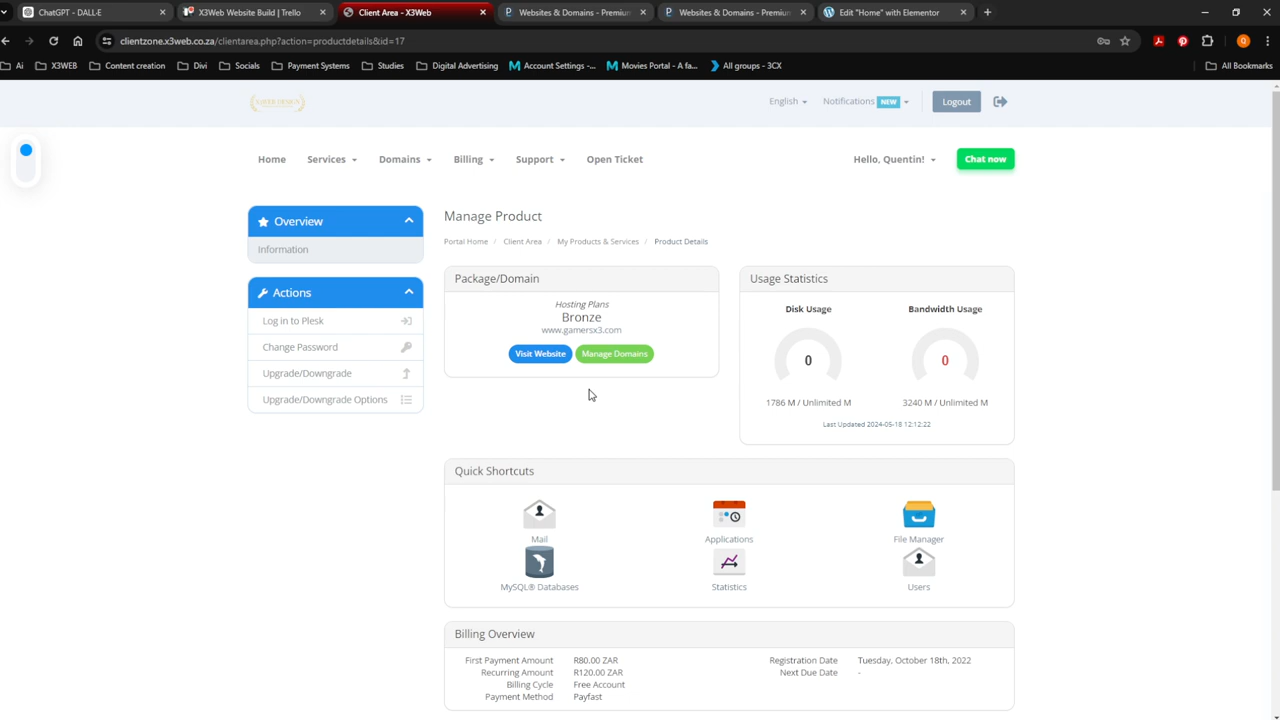 ChatGPT - DALL-E
X3Web Website Build | Trello
Client Area - X3Web
Websites & Domains - Premium
Websites & Domains - Premium
Edit "Home" with Elementor
clientzone.x3web.co.za/clientarea.php?action=productdetails&id=17
Ai
X3WEB
Content creation
Divi
Socials
Payment Systems
Studies
Digital Advertising
Account Settings -...
Movies Portal - A fa...
All groups - 3CX
All Bookmarks
English
Notifications NEW
Logout
Home
Services
Domains
Billing
Support
Open Ticket
Hello, Quentin!
Chat now
Overview
Information
Actions
Log in to Plesk
Change Password
Upgrade/Downgrade
Upgrade/Downgrade Options
Manage Product
Portal Home / Client Area / My Products & Services / Product Details
Package/Domain
Hosting Plans
Bronze
www.gamersx3.com
Visit Website
Manage Domains
Usage Statistics
Disk Usage
Bandwidth Usage
0
0
1786 M / Unlimited M
3240 M / Unlimited M
Last Updated 2024-05-18 12:12:22
Quick Shortcuts
Mail
Applications
File Manager
MySQL® Databases
Statistics
Users
Billing Overview
First Payment Amount R80.00 ZAR
Recurring Amount R120.00 ZAR
Billing Cycle Free Account
Payment Method Payfast
Registration Date Tuesday, October 18th, 2022
Next Due Date -